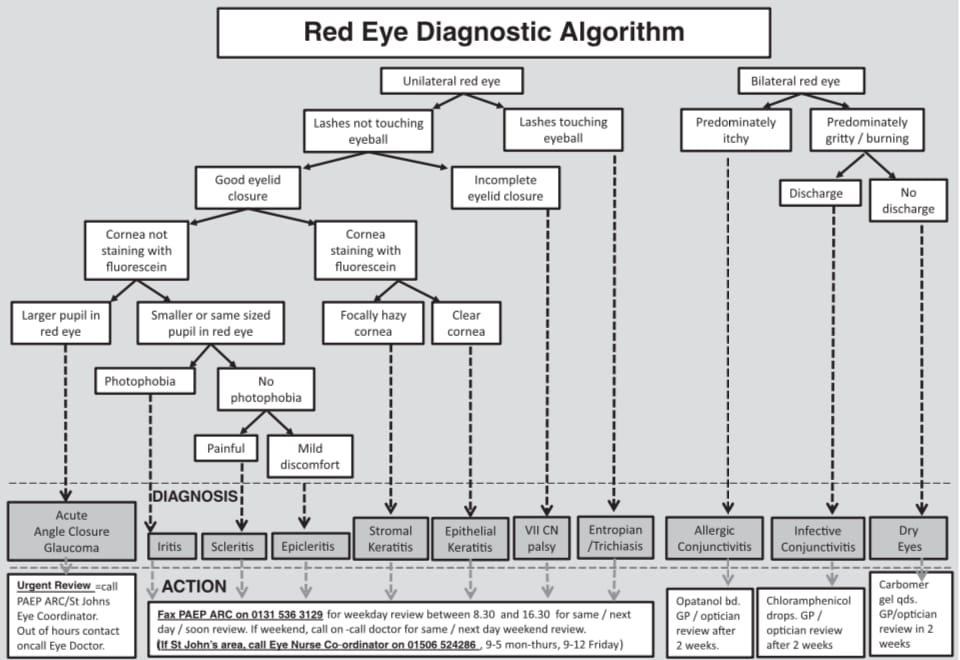 Red Eye Diagnostic Algorithm
Unilateral red eye
Bilateral red eye
Lashes not touching
eyeball
Lashes touching
eyeball
Predominately
itchy
Predominately
gritty / burning
Good eyelid
closure
Incomplete
eyelid closure
Discharge
No
discharge
Cornea not
staining with
fluorescein
Cornea
staining with
fluorescein
Larger pupil in
red eye
Smaller or same sized
pupil in red eye
Focally hazy
cornea
Clear
cornea
Photophobia
No
photophobia
Painful
Mild
discomfort
DIAGNOSIS
Acute
Angle Closure
Glaucoma
Iritis
Scleritis
Epicleritis
Stromal
Keratitis
Epithelial
Keratitis
VII CN
palsy
Entropian
/Trichiasis
Allergic
Conjunctivitis
Infective
Conjunctivitis
Dry
Eyes
ACTION
Urgent Review =call
PAEP ARC/St Johns
Eye Coordinator.
Out of hours contact
oncall Eye Doctor.
Fax PAEP ARC on 0131 536 3129 for weekday review between 8.30 and 16.30 for same / next
day / soon review. If weekend, call on -call doctor for same / next day weekend review.
(If St John's area, call Eye Nurse Co-ordinator on 01506 524286 , 9-5 mon-thurs, 9-12 Friday)
Opatanol bd.
GP / optician
review after
2 weeks.
Chloramphenicol
drops. GP /
optician review
after 2 weeks
Carbomer
gel qds.
GP/optician
review in 2
weeks